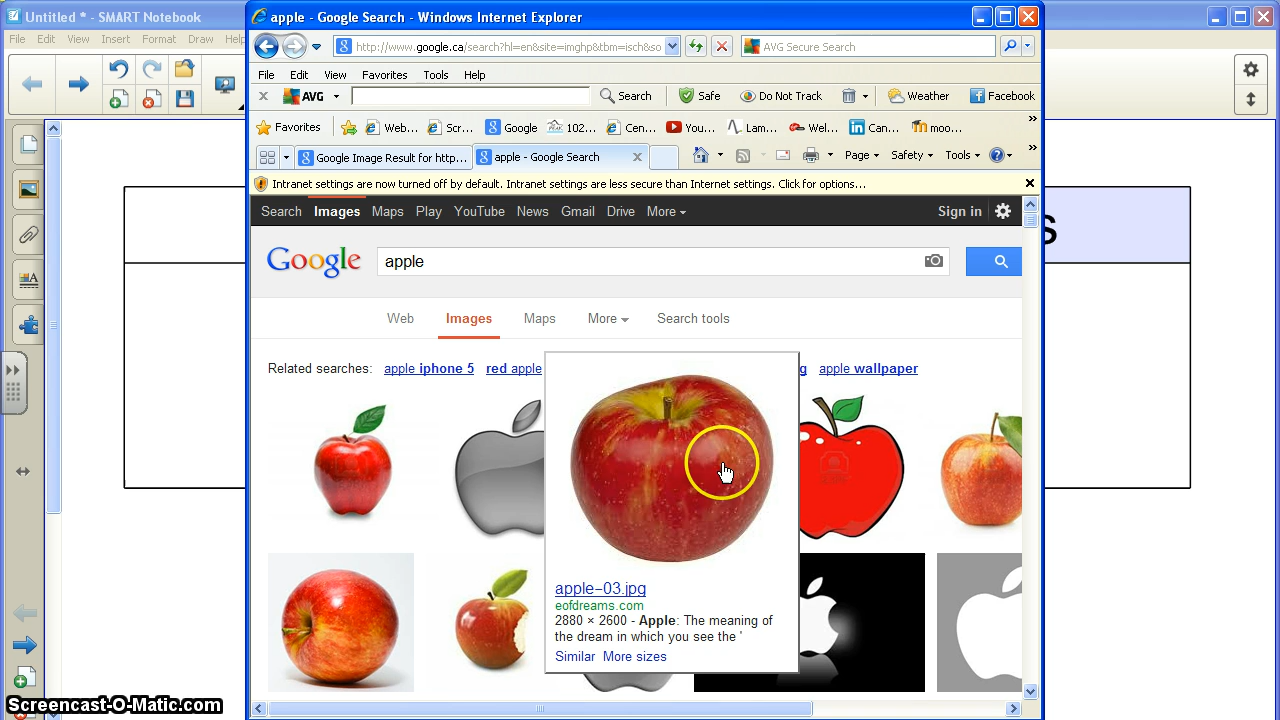 Untitled * - SMART Notebook
File Edit View Insert Format Draw Help
apple - Google Search - Windows Internet Explorer
http://www.google.ca/search?hl=en&site=imghp&tbm=isch&so
AVG Secure Search
File Edit View Favorites Tools Help
AVG Search Safe Do Not Trac Weather Facebook
Favorites Web... Scr... Google 102... Cen... You... Wel... Can... moo...
Google Image Result for http... apple - Google Search
Page Safety Tools
Intranet settings are now turned off by default. Intranet settings are less secure than Internet settings. Click for options...
Search Images Maps Play YouTube News Gmail Drive More Sign in
s
Google apple
Web Images Maps More Search tools
Related searches: apple iphone 5 red apple g apple wallpaper
apple-03.jpg
eofdreams.com
2880 × 2600 - Apple: The meaning of
the dream in which you see the '
Similar More sizes
Screencast-O-Matic.com